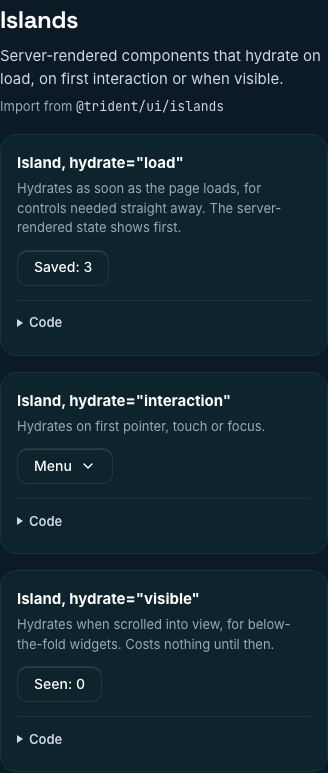 Islands
Server-rendered components that hydrate on
load, on first interaction or when visible.
Import from @trident/ui/islands
Island, hydrate="load"
Hydrates as soon as the page loads, for
controls needed straight away. The server-
rendered state shows first.
Saved: 3
Code
Island, hydrate="interaction"
Hydrates on first pointer, touch or focus.
Menu
Code
Island, hydrate="visible"
Hydrates when scrolled into view, for below-
the-fold widgets. Costs nothing until then.
Seen: 0
Code